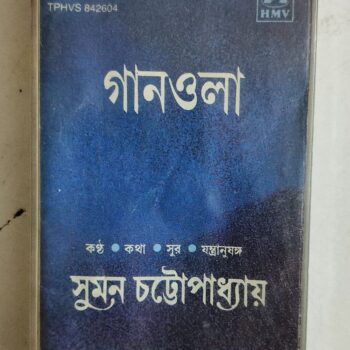 TPHVS 842604
HMV
গানওলা
কণ্ঠ • কথা • সুর • যন্ত্রানুষঙ্গ
সুমন চট্টোপাধ্যায়